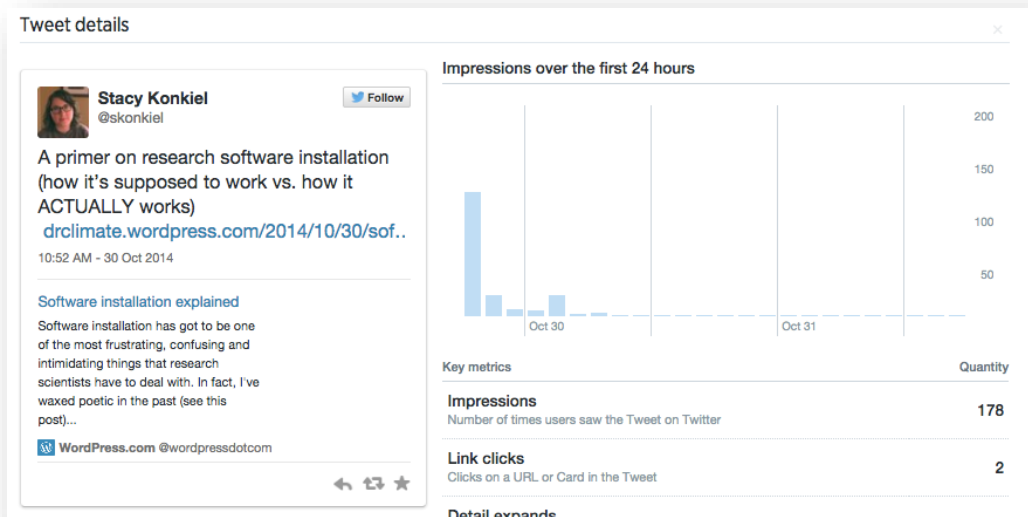 Tweet details
×
Stacy Konkiel
@skonkiel
Follow
A primer on research software installation
(how it's supposed to work vs. how it
ACTUALLY works)
drclimate.wordpress.com/2014/10/30/sof..
10:52 AM - 30 Oct 2014
Software installation explained
Software installation has got to be one
of the most frustrating, confusing and
intimidating things that research
scientists have to deal with. In fact, I've
waxed poetic in the past (see this
post)...
WordPress.com @wordpressdotcom
Impressions over the first 24 hours
200
150
100
50
Oct 30
Oct 31
Key metrics Quantity
Impressions
Number of times users saw the Tweet on Twitter
178
Link clicks
Clicks on a URL or Card in the Tweet
2
Detail expands